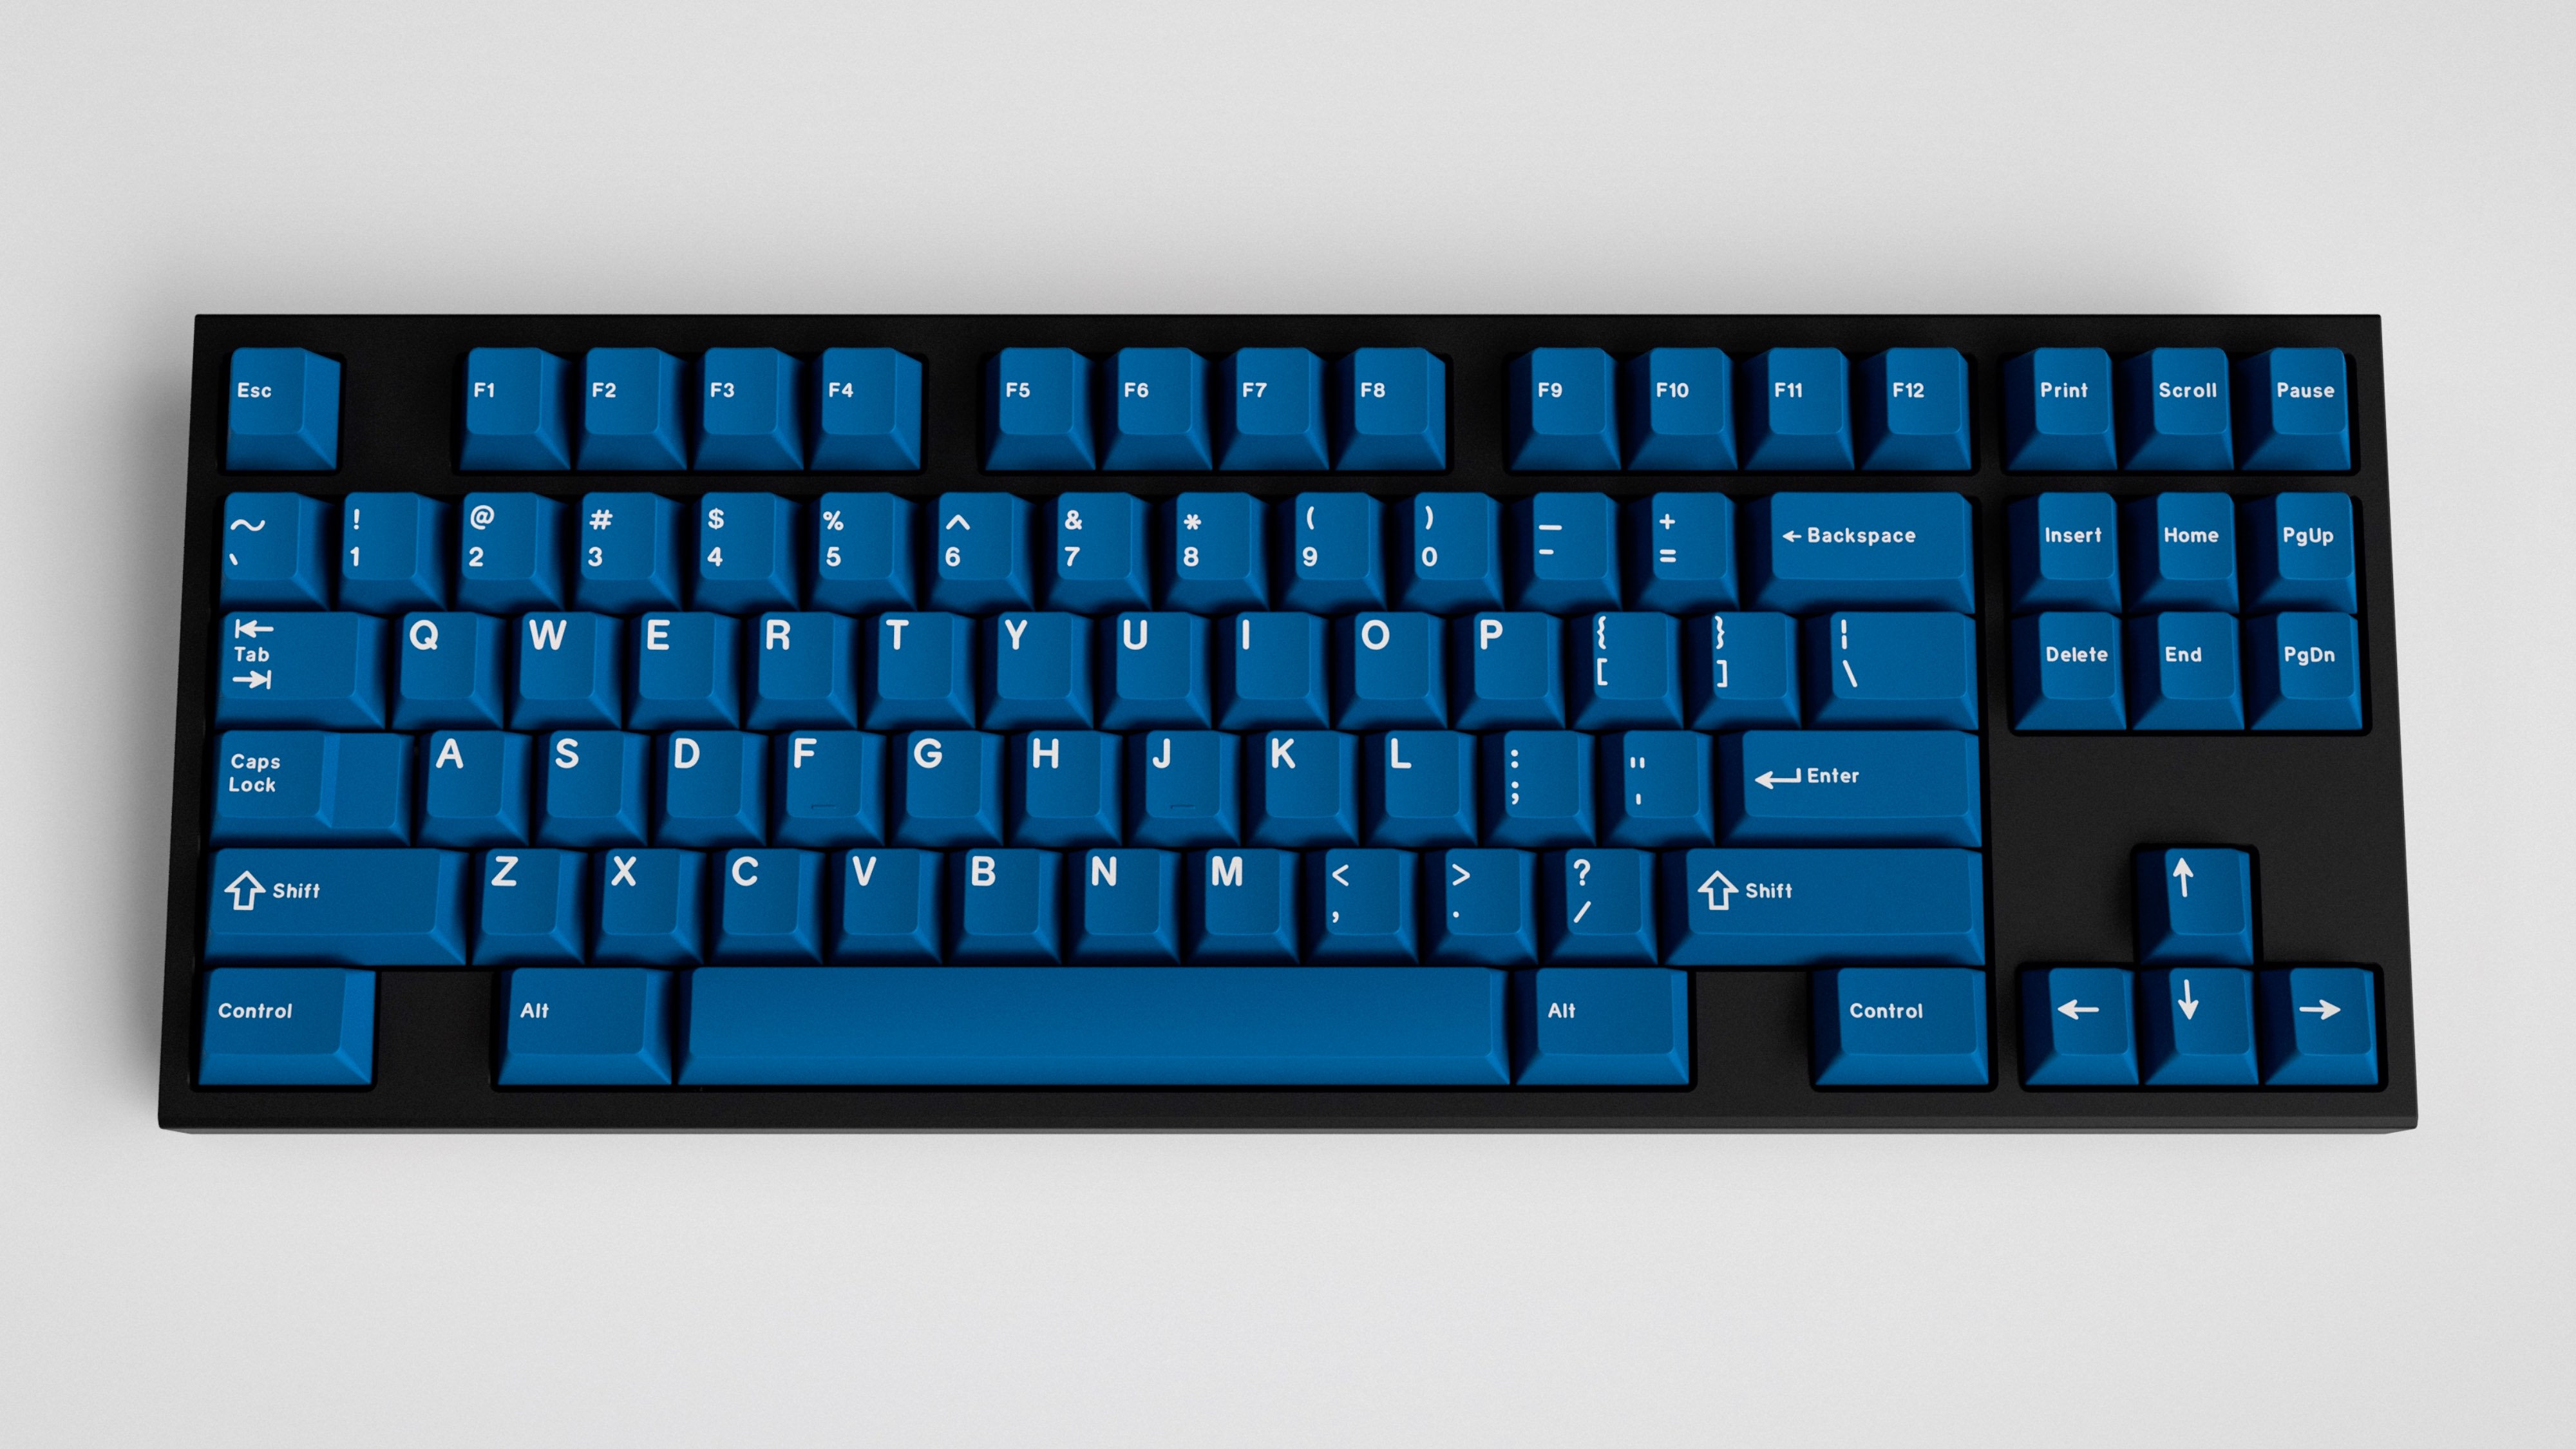 Esc F1 F2 F3 F4 F5 F6 F7 F8 F9 F10 F11 F12 Print Scroll Pause
~ ! @ # $ % ^ & * ( ) _ +
` 1 2 3 4 5 6 7 8 9 0 - = ← Backspace Insert Home PgUp
⇤ Q W E R T Y U I O P { } ¦
Tab Delete End PgDn
⇥ [ ] \
Caps A S D F G H J K L : "
Lock ; ' ↵ Enter
⇧ Shift Z X C V B N M < > ? ⇧ Shift ↑
, . /
Control Alt Alt Control ← ↓ →